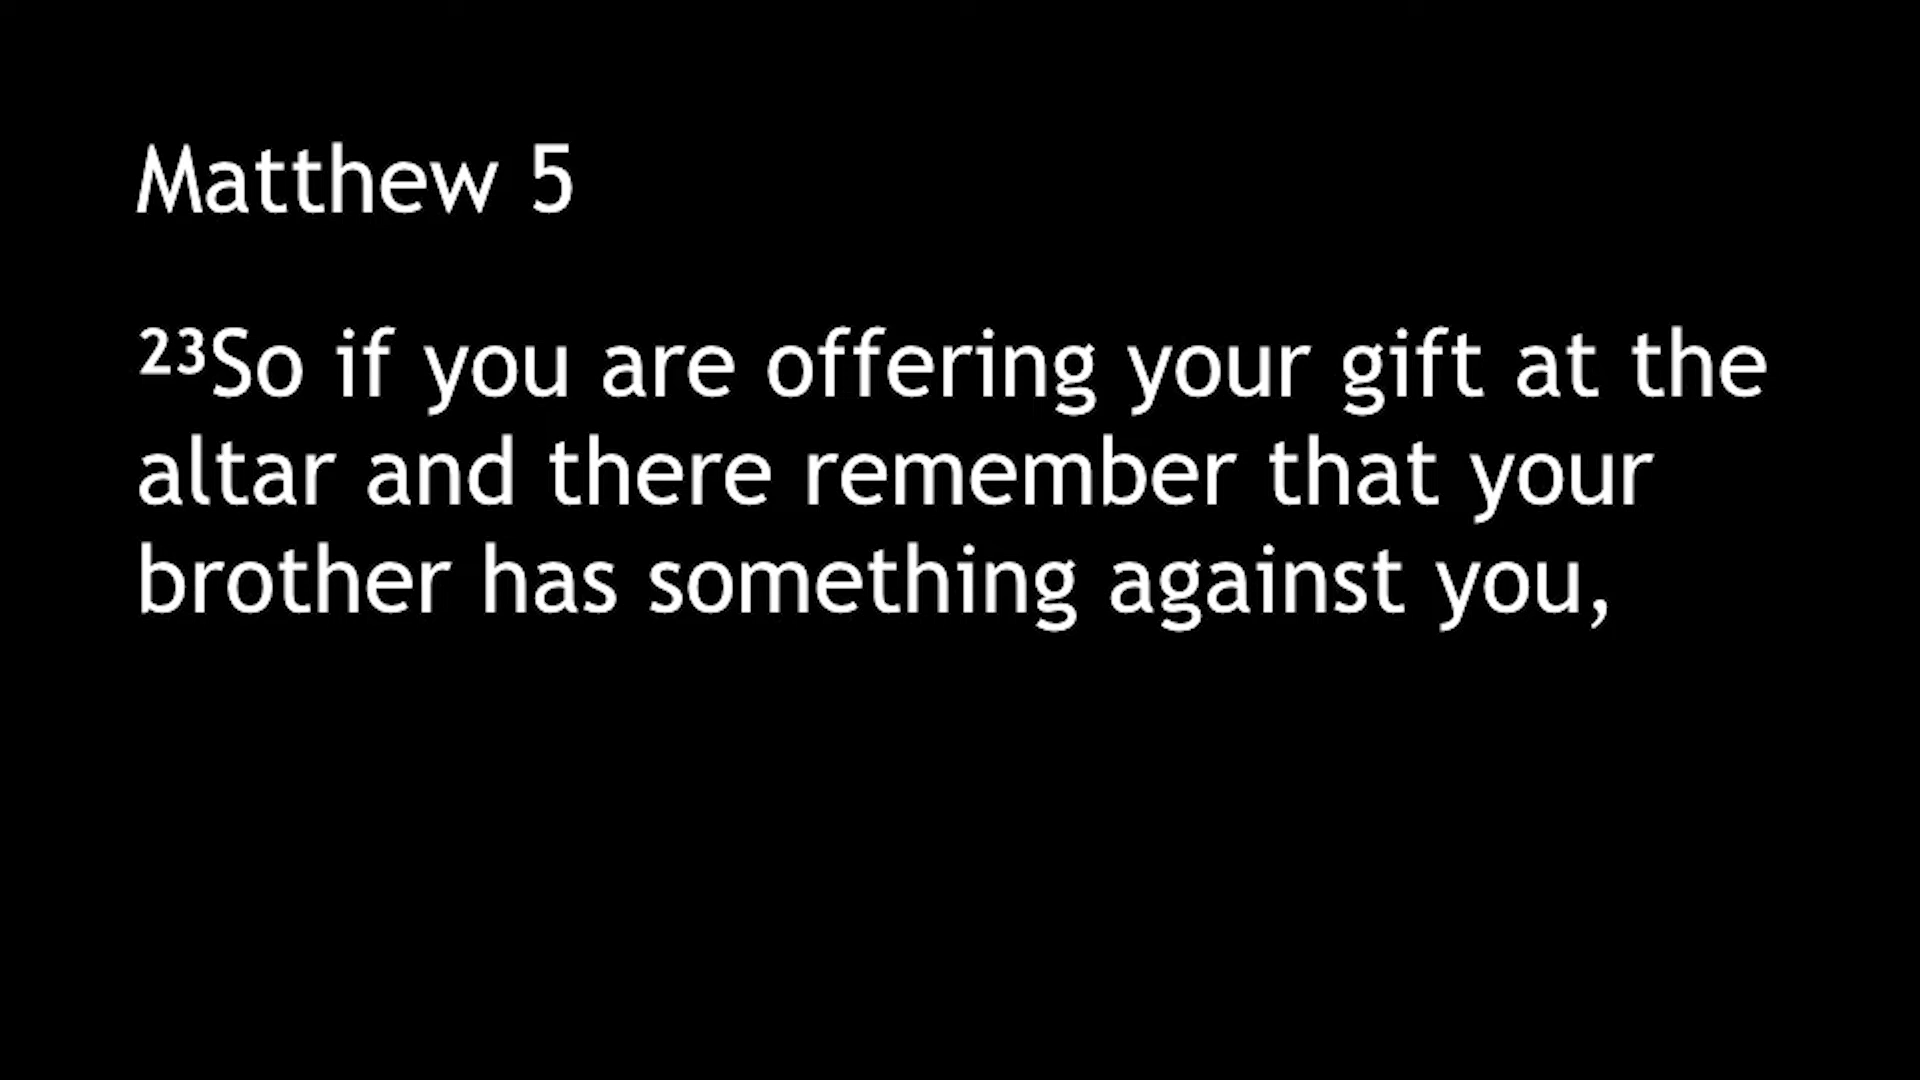 Matthew 5
²³So if you are offering your gift at the
altar and there remember that your
brother has something against you,